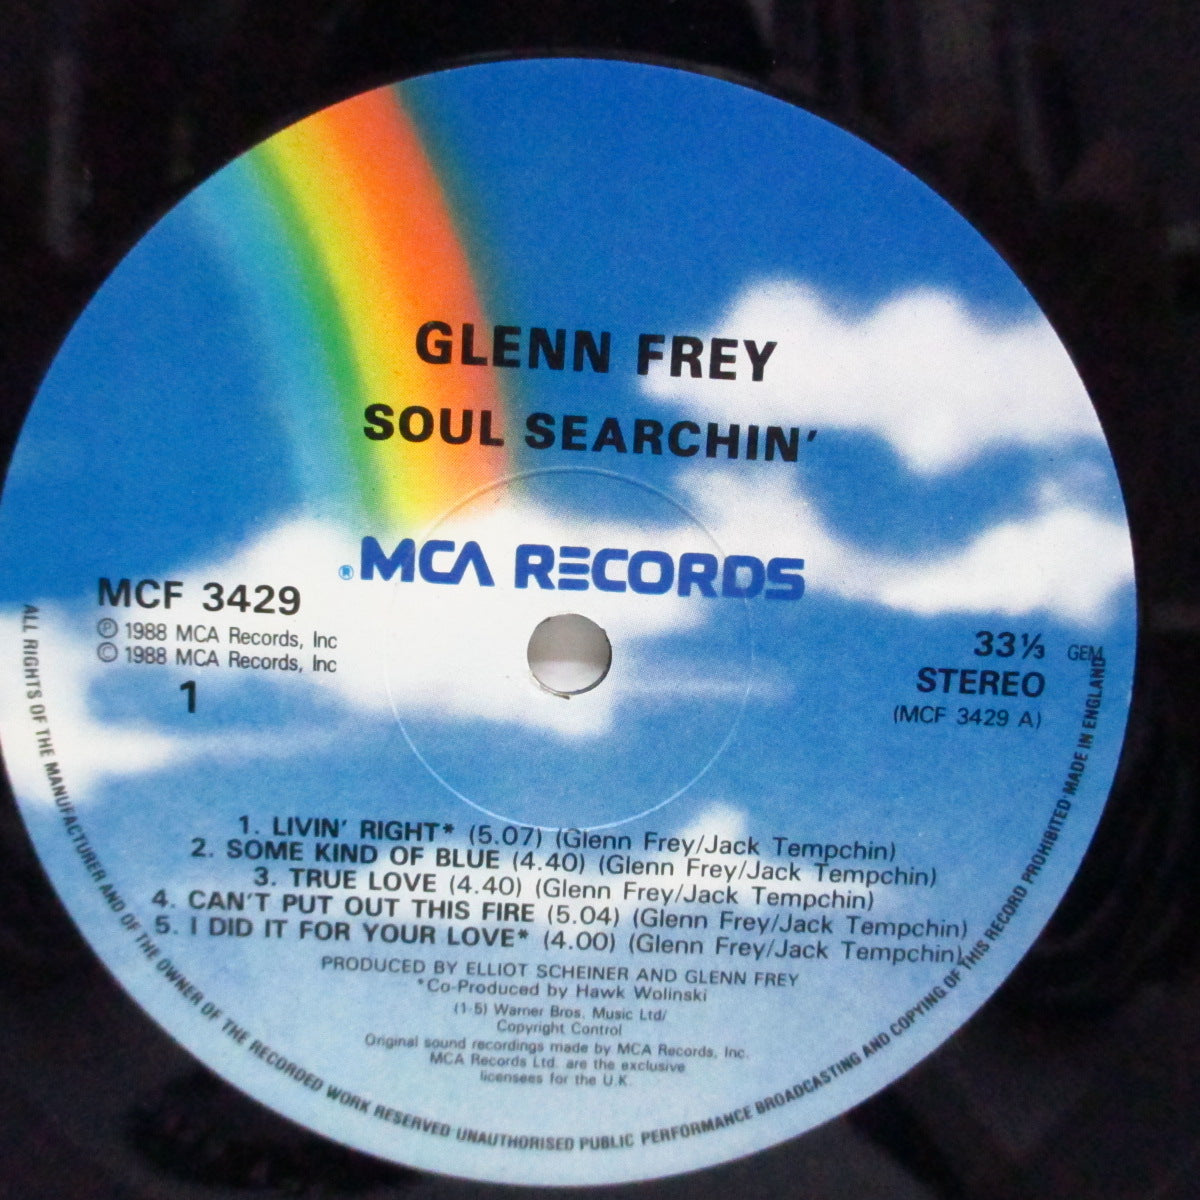 GLENN FREY
SOUL SEARCHIN'
®MCA RECORDS
MCF 3429
℗ 1988 MCA Records, Inc
© 1988 MCA Records, Inc
1
33⅓ GEM
STEREO
(MCF 3429 A)
1. LIVIN' RIGHT* (5.07) (Glenn Frey/Jack Tempchin)
2. SOME KIND OF BLUE (4.40) (Glenn Frey/Jack Tempchin)
3. TRUE LOVE (4.40) (Glenn Frey/Jack Tempchin)
4. CAN'T PUT OUT THIS FIRE (5.04) (Glenn Frey/Jack Tempchin)
5. I DID IT FOR YOUR LOVE* (4.00) (Glenn Frey/Jack Tempchin)
PRODUCED BY ELLIOT SCHEINER AND GLENN FREY
*Co-Produced by Hawk Wolinski
(1-5) Warner Bros. Music Ltd/
Copyright Control
Original sound recordings made by MCA Records, Inc.
MCA Records Ltd. are the exclusive
licensees for the U.K.
ALL RIGHTS OF THE MANUFACTURER AND OF THE OWNER OF THE RECORDED WORK RESERVED UNAUTHORISED PUBLIC PERFORMANCE BROADCASTING AND COPYING OF THIS RECORD PROHIBITED MADE IN ENGLAND